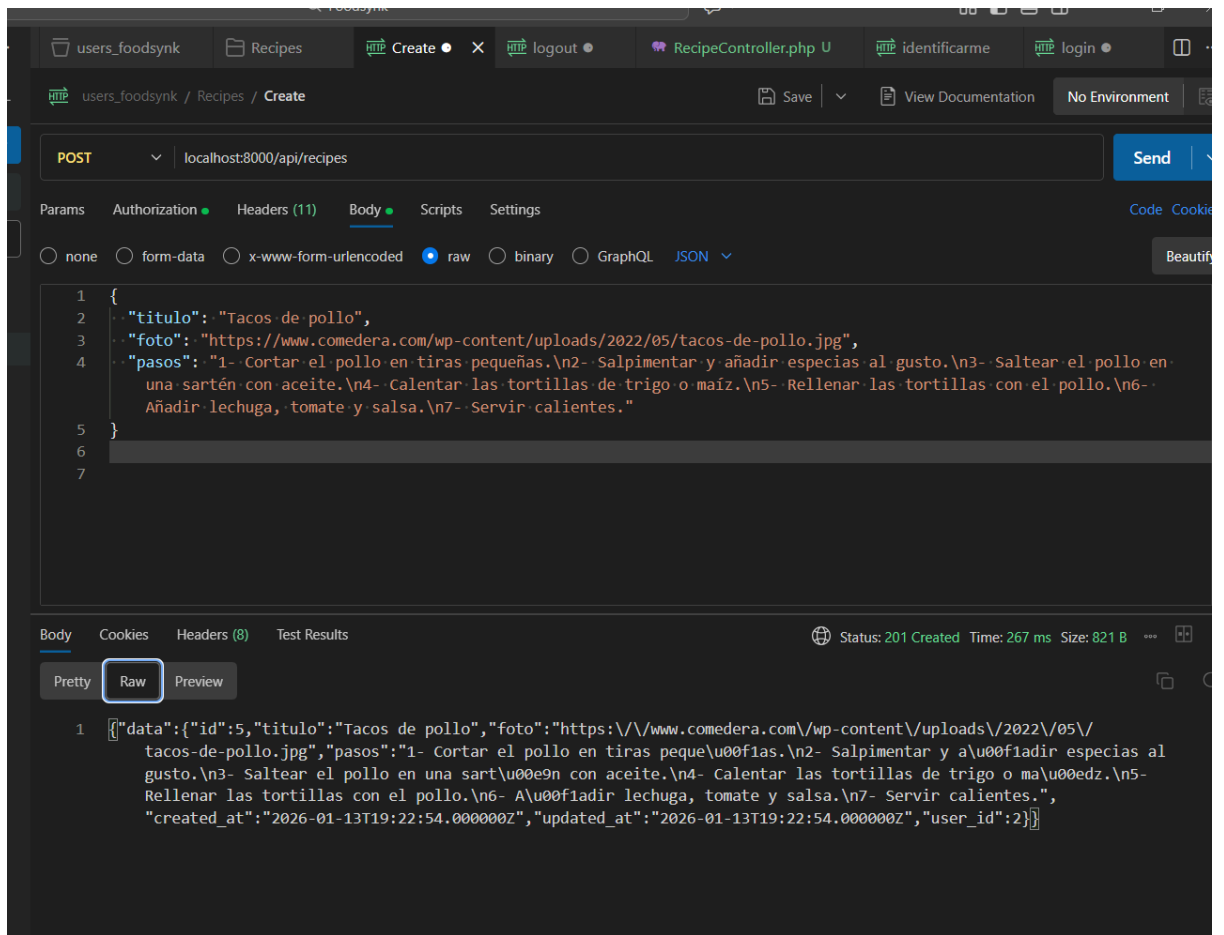 users_foodsynk Recipes HTTP Create HTTP logout RecipeController.php U HTTP identificarme HTTP login
HTTP users_foodsynk / Recipes / Create Save View Documentation No Environment
POST localhost:8000/api/recipes Send
Params Authorization Headers (11) Body Scripts Settings Code Cookie
none form-data x-www-form-urlencoded raw binary GraphQL JSON Beautify
1 {
2 "titulo": "Tacos de pollo",
3 "foto": "https://www.comedera.com/wp-content/uploads/2022/05/tacos-de-pollo.jpg",
4 "pasos": "1- Cortar el pollo en tiras pequeñas.\n2- Salpimentar y añadir especias al gusto.\n3- Saltear el pollo en
una sartén con aceite.\n4- Calentar las tortillas de trigo o maíz.\n5- Rellenar las tortillas con el pollo.\n6-
Añadir lechuga, tomate y salsa.\n7- Servir calientes."
5 }
6
7
Body Cookies Headers (8) Test Results Status: 201 Created Time: 267 ms Size: 821 B
Pretty Raw Preview
1 {"data":{"id":5,"titulo":"Tacos de pollo","foto":"https:\/\/www.comedera.com\/wp-content\/uploads\/2022\/05\/
tacos-de-pollo.jpg","pasos":"1- Cortar el pollo en tiras peque\u00f1as.\n2- Salpimentar y a\u00f1adir especias al
gusto.\n3- Saltear el pollo en una sart\u00e9n con aceite.\n4- Calentar las tortillas de trigo o ma\u00edz.\n5-
Rellenar las tortillas con el pollo.\n6- A\u00f1adir lechuga, tomate y salsa.\n7- Servir calientes.",
"created_at":"2026-01-13T19:22:54.000000Z","updated_at":"2026-01-13T19:22:54.000000Z","user_id":2}}